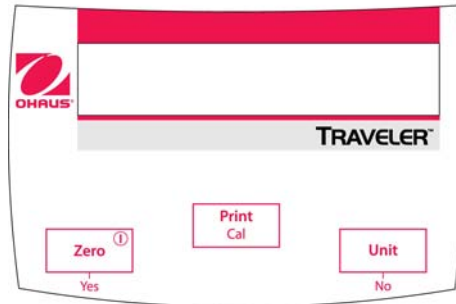 OHAUS®
TRAVELER™
Print
Cal
Zero
Unit
Yes
No